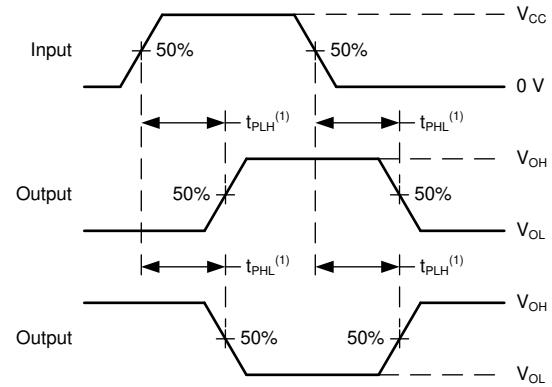 V_CC
Input 50% 50%
0 V
t_PLH^(1) t_PHL^(1)
V_OH
Output 50% 50%
V_OL
t_PHL^(1) t_PLH^(1)
V_OH
Output 50% 50%
V_OL